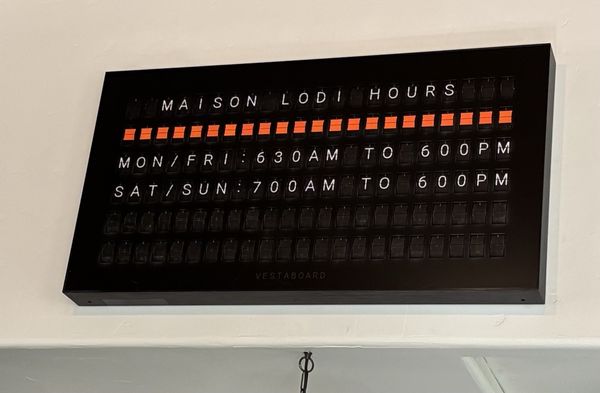 MAISON LODI HOURS
MON/FRI:630AM TO 600PM
SAT/SUN:700AM TO 600PM
VESTABOARD